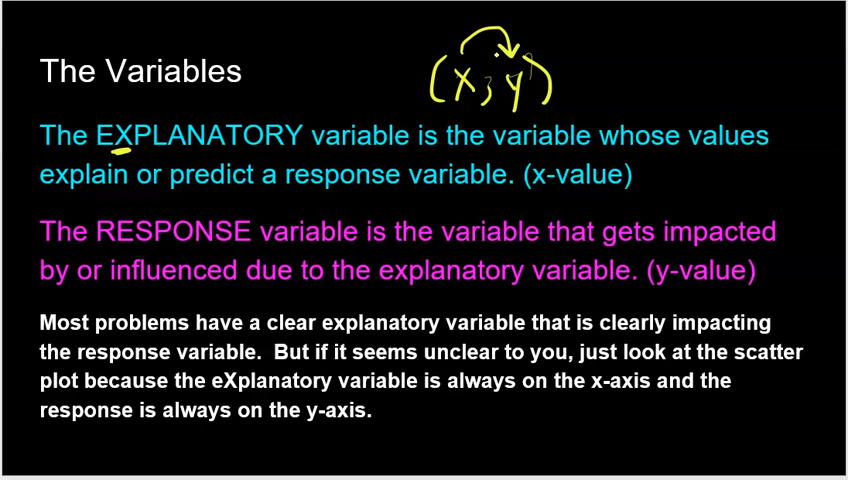 The Variables
(x, y)
The EXPLANATORY variable is the variable whose values
explain or predict a response variable. (x-value)
The RESPONSE variable is the variable that gets impacted
by or influenced due to the explanatory variable. (y-value)
Most problems have a clear explanatory variable that is clearly impacting
the response variable.  But if it seems unclear to you, just look at the scatter
plot because the eXplanatory variable is always on the x-axis and the
response is always on the y-axis.